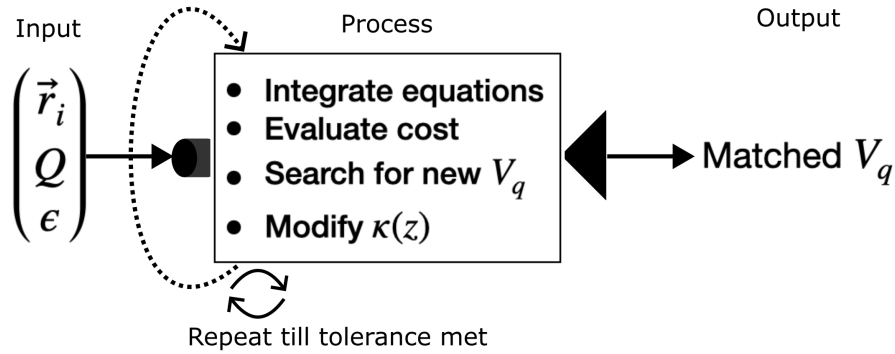 Input
Process
Output
r⃗ᵢ
Q
ϵ
• Integrate equations
• Evaluate cost
• Search for new V_q
• Modify κ(z)
Matched V_q
Repeat till tolerance met